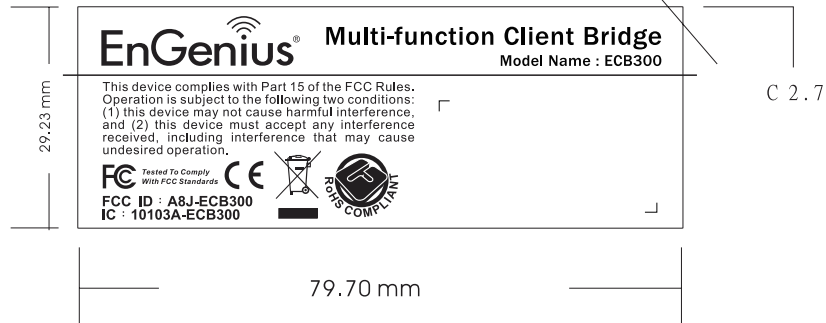 EnGenius®
Multi-function Client Bridge
Model Name : ECB300
This device complies with Part 15 of the FCC Rules.
Operation is subject to the following two conditions:
(1) this device may not cause harmful interference,
and (2) this device must accept any interference
received, including interference that may cause
undesired operation.
FC Tested To Comply
With FCC Standards CE
RoHS COMPLIANT
FCC ID : A8J-ECB300
IC : 10103A-ECB300
29.23 mm
C 2.7
79.70 mm